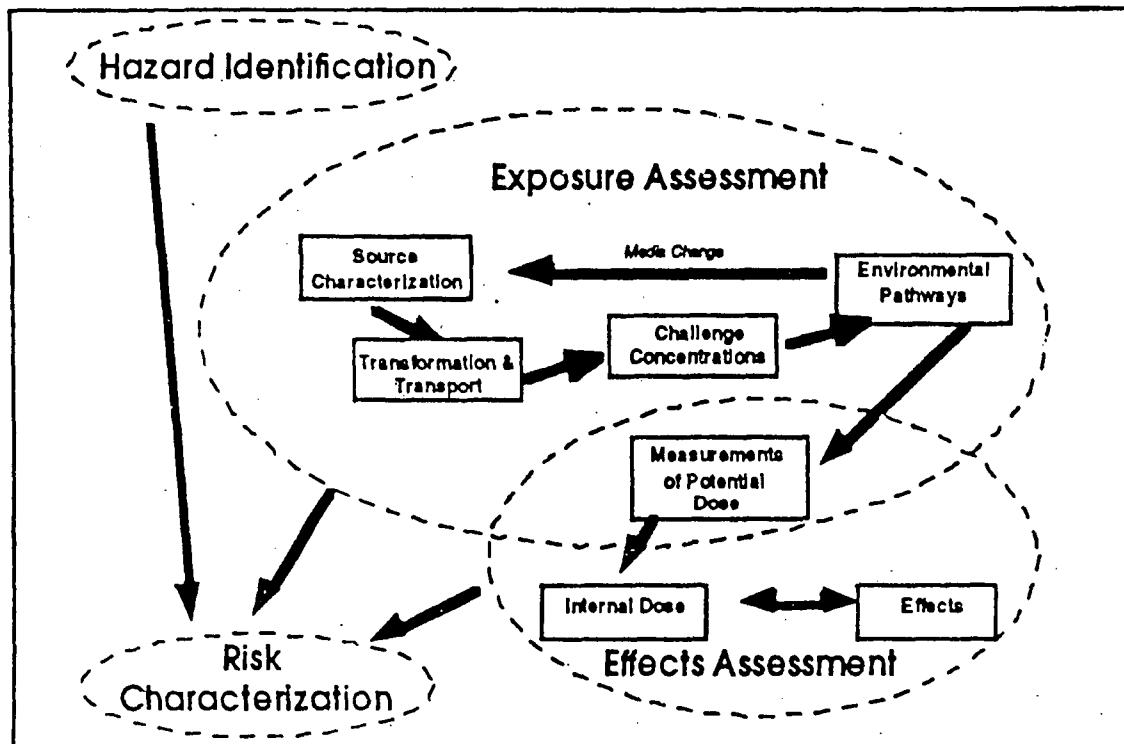 Hazard Identification
Exposure Assessment
Source
Characterization
Media Change
Environmental
Pathways
Transformation &
Transport
Challenge
Concentrations
Measurements
of Potential
Dose
Internal Dose
Effects
Effects Assessment
Risk
Characterization